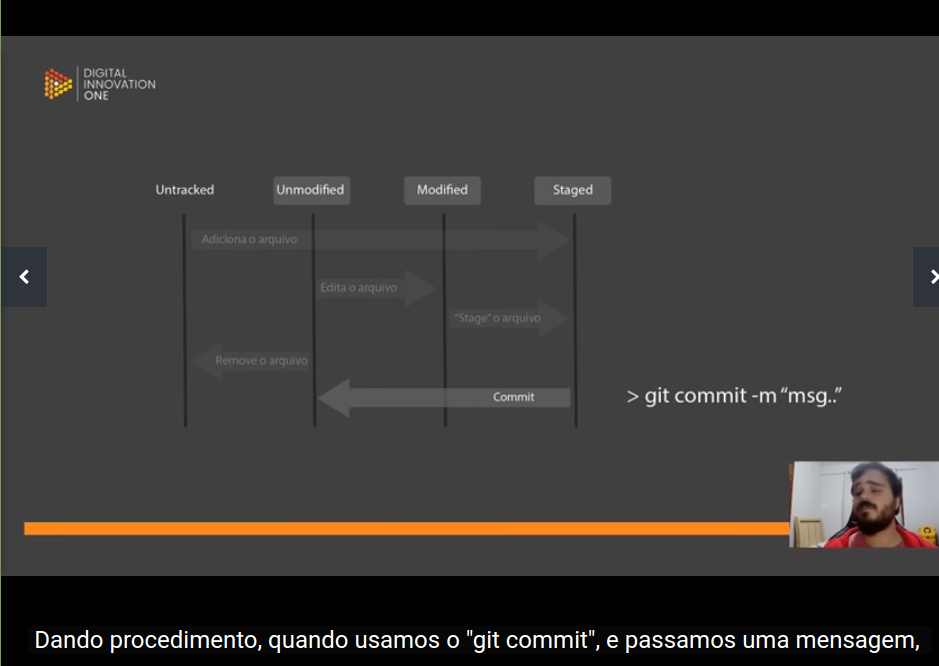 DIGITAL
INNOVATION
ONE
Untracked
Unmodified
Modified
Staged
Adiciona o arquivo
Edita o arquivo
"Stage" o arquivo
Remove o arquivo
Commit
> git commit -m “msg..”
Dando procedimento, quando usamos o "git commit", e passamos uma mensagem,